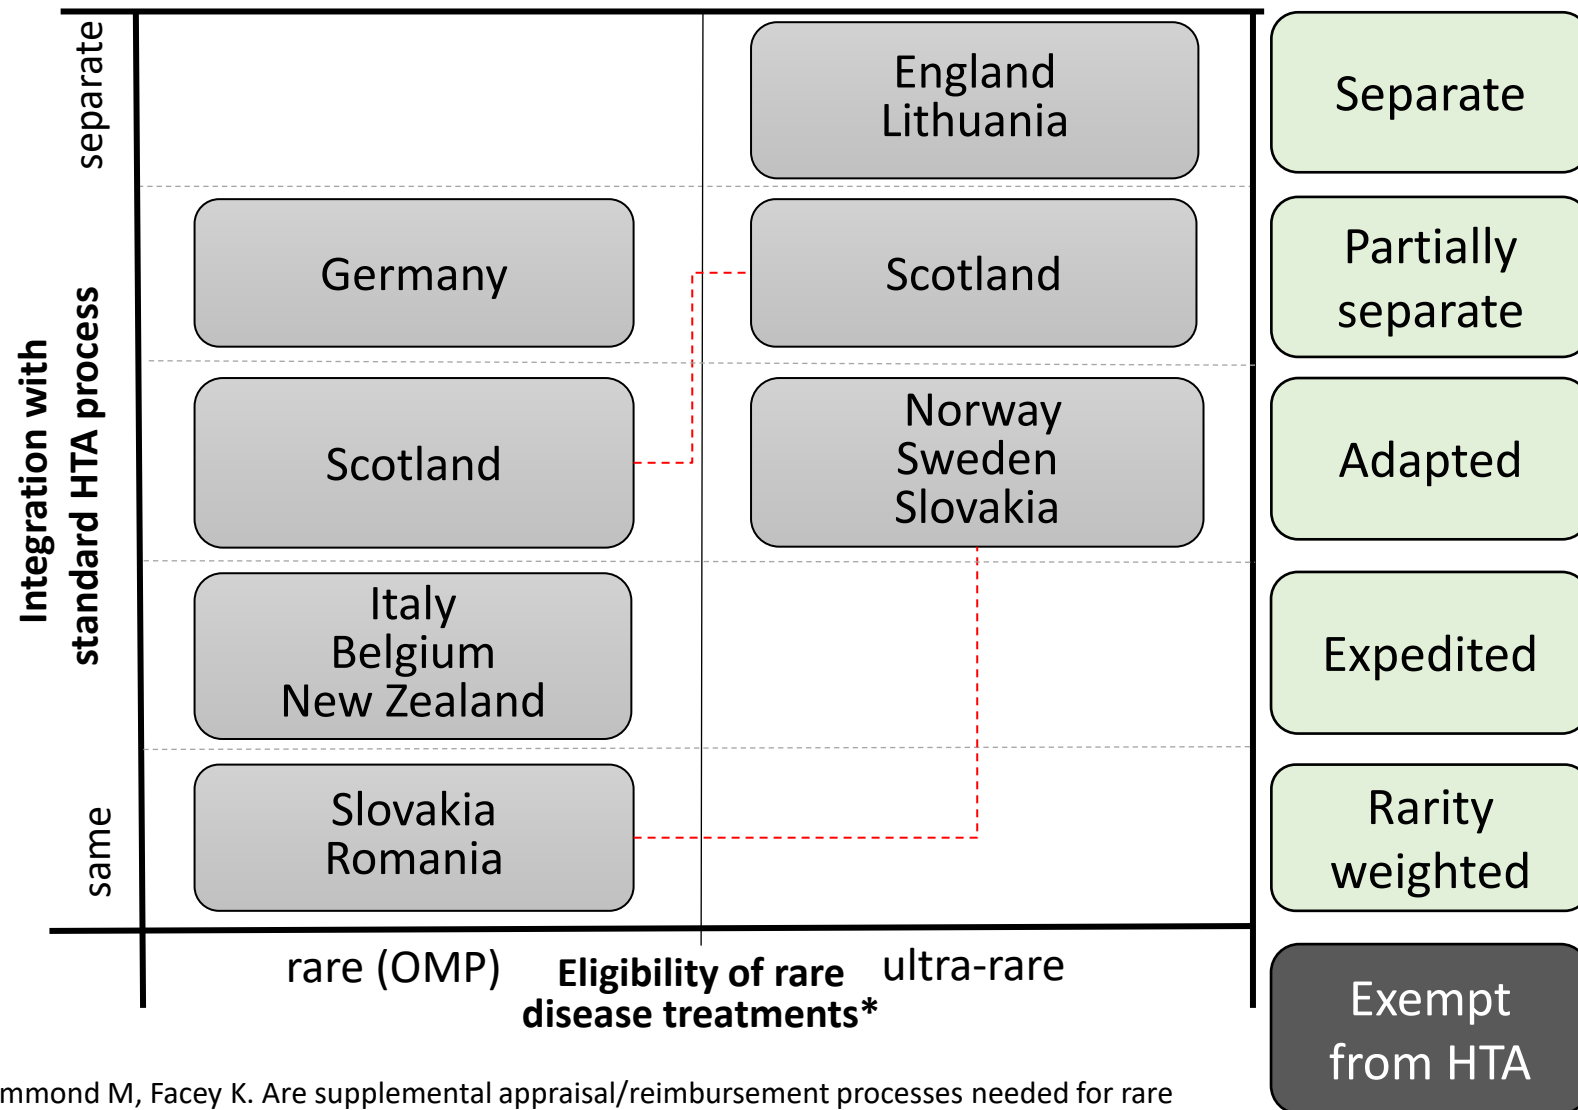 separate
England
Lithuania
Separate
Germany
Scotland
Partially
separate
Integration with
standard HTA process
Scotland
Norway
Sweden
Slovakia
Adapted
Italy
Belgium
New Zealand
Expedited
same
Slovakia
Romania
Rarity
weighted
rare (OMP)
Eligibility of rare
disease treatments*
ultra-rare
Exempt
from HTA
M, Facey K. Are supplemental appraisal/reimbursement processes needed for rare